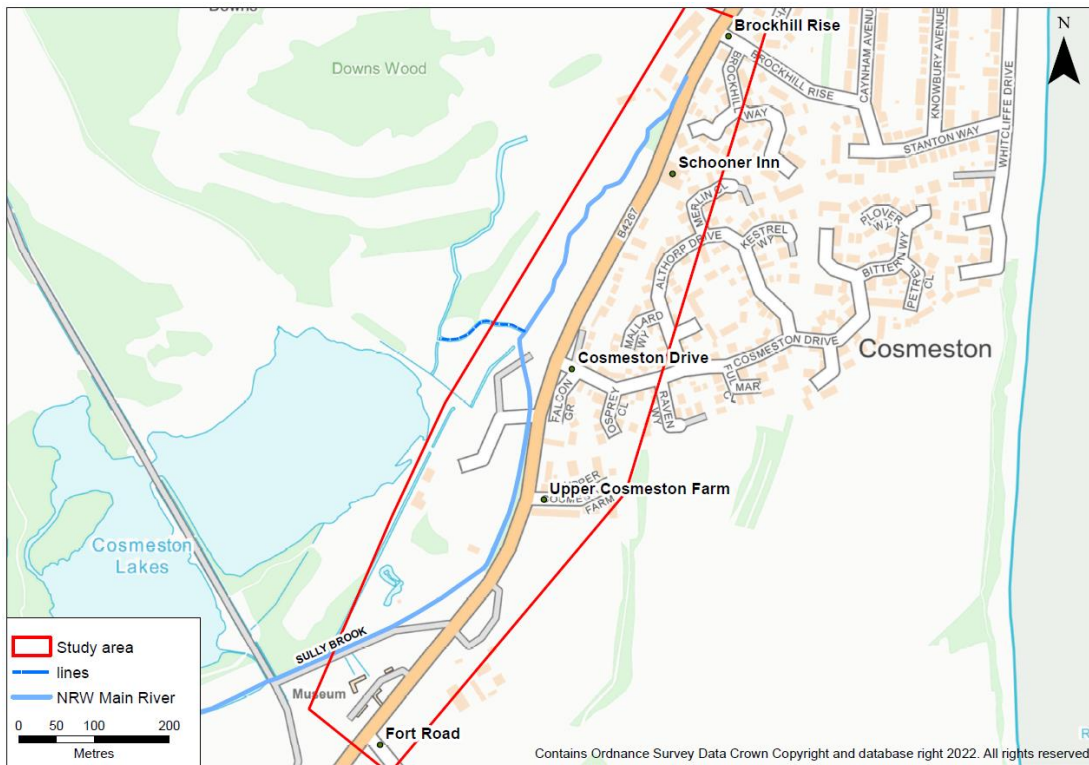 Downs
Brockhill Rise
N
Downs Wood
BROCKHILL
WAY
BROCKHILL RISE
CAYNHAM AVENUE
KNOWBURY AVENUE
WHITCLIFFE DRIVE
STANTON WAY
Schooner Inn
MERLIN CL
B4267
ALTHORP DRIVE
KESTREL
WY
PLOVER
WY
BITTERN WY
PETREL
CL
MALLARD
WY
Cosmeston Drive
COSMESTON DRIVE
Cosmeston
FALCON
GR
OSPREY
CL
RAVEN
WY
MAR
UPPER
COSMESTON
FARM
Upper Cosmeston Farm
Cosmeston
Lakes
SULLY BROOK
Museum
Fort Road
Study area
lines
NRW Main River
0 50 100 200
Metres
R
Contains Ordnance Survey Data Crown Copyright and database right 2022. All rights reserved